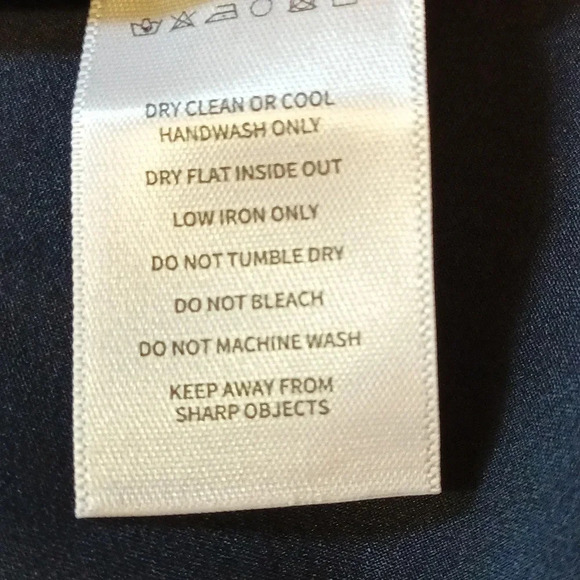 DRY CLEAN OR COOL
HANDWASH ONLY
DRY FLAT INSIDE OUT
LOW IRON ONLY
DO NOT TUMBLE DRY
DO NOT BLEACH
DO NOT MACHINE WASH
KEEP AWAY FROM
SHARP OBJECTS